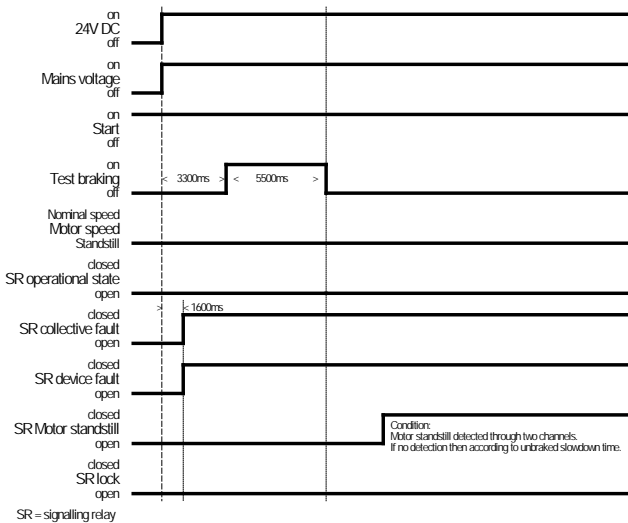 on
24V DC
off
on
Mains voltage
off
on
Start
off
on
Test braking
< 3300ms > < 5500ms >
off
Nominal speed
Motor speed
Standstill
closed
SR operational state
open
> < 1600ms
closed
SR collective fault
open
closed
SR device fault
open
closed
SR Motor standstill
open
Condition:
Motor standstill detected through two channels.
If no detection then according to unbraked slowdown time.
closed
SR lock
open
SR = signalling relay